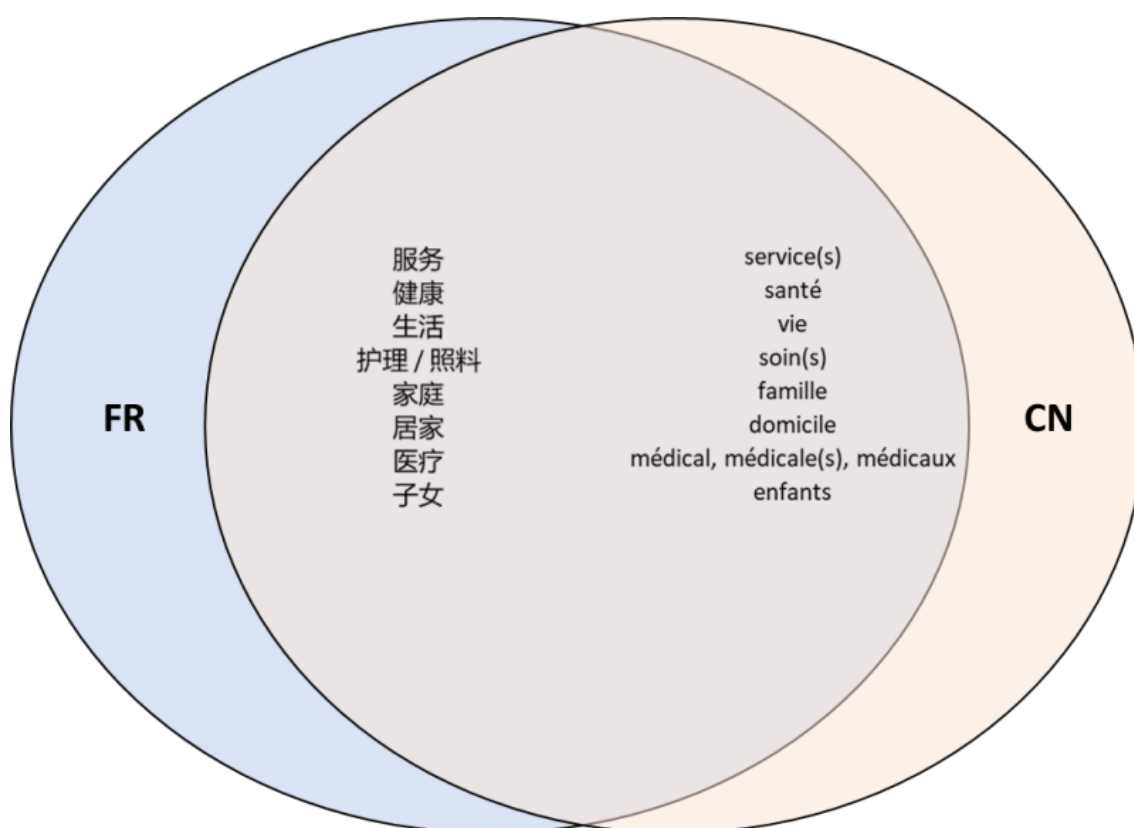 服务 service(s)
健康 santé
生活 vie
护理 / 照料 soin(s)
家庭 famille
FR CN
居家 domicile
医疗 médical, médicale(s), médicaux
子女 enfants